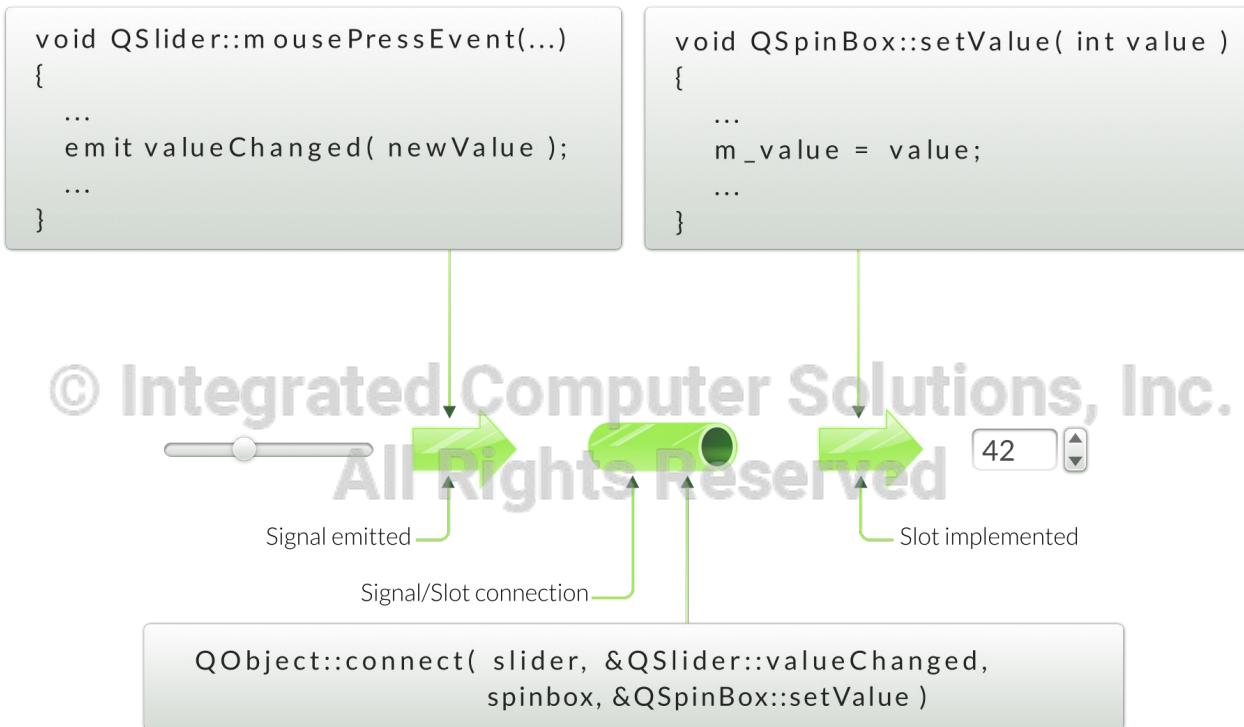 void QSlider::mousePressEvent(...)
{
...
emit valueChanged( newValue );
...
}
void QSpinBox::setValue( int value )
{
...
m_value = value;
...
}
© Integrated Computer Solutions, Inc.
All Rights Reserved
42
Signal emitted
Slot implemented
Signal/Slot connection
QObject::connect( slider, &QSlider::valueChanged,
spinbox, &QSpinBox::setValue )